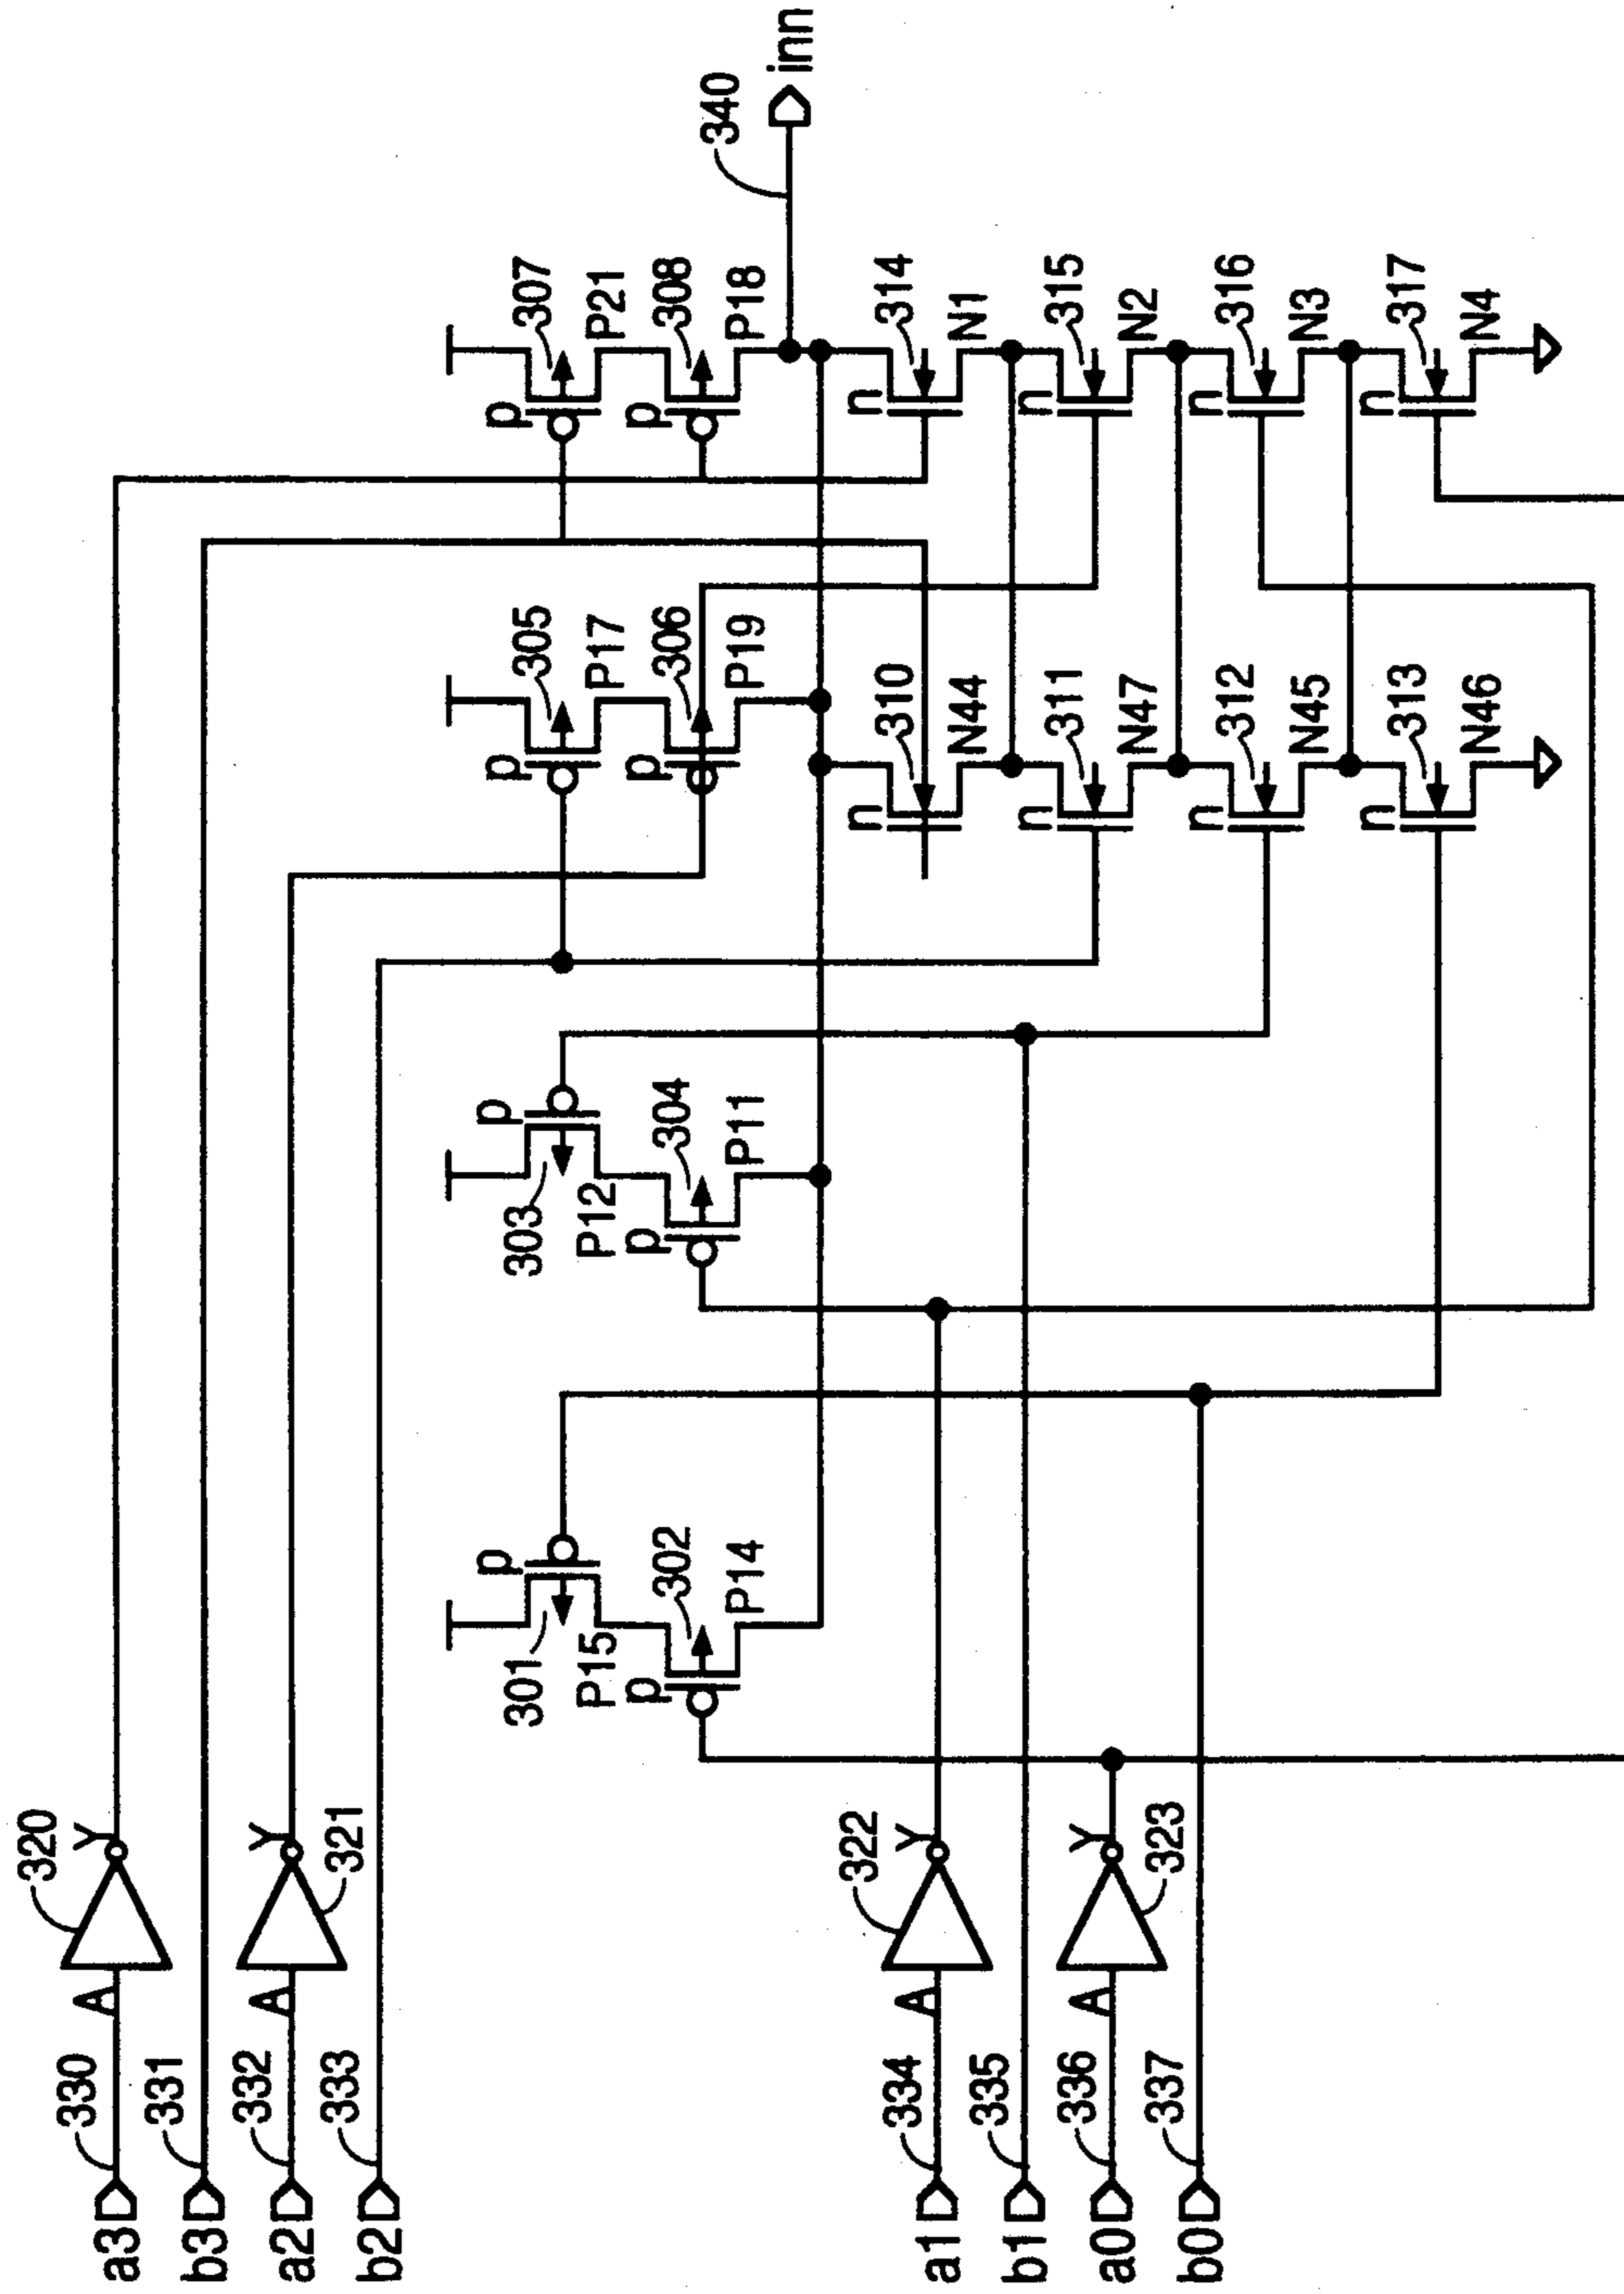 a3 330 A 320 Y
b3 331
a2 332 A 321 Y
b2 333
a1 334 A 322 Y
b1 335
a0 336 A 323 Y
b0 337
p 301 P15
p 302 P14
p 303 P12
p 304 P11
p 305 P17
p 306 P19
p 307 P21
p 308 P18
340 inn
n 310 N44
n 311 N47
n 312 N45
n 313 N46
n 314 N1
n 315 N2
n 316 N3
n 317 N4